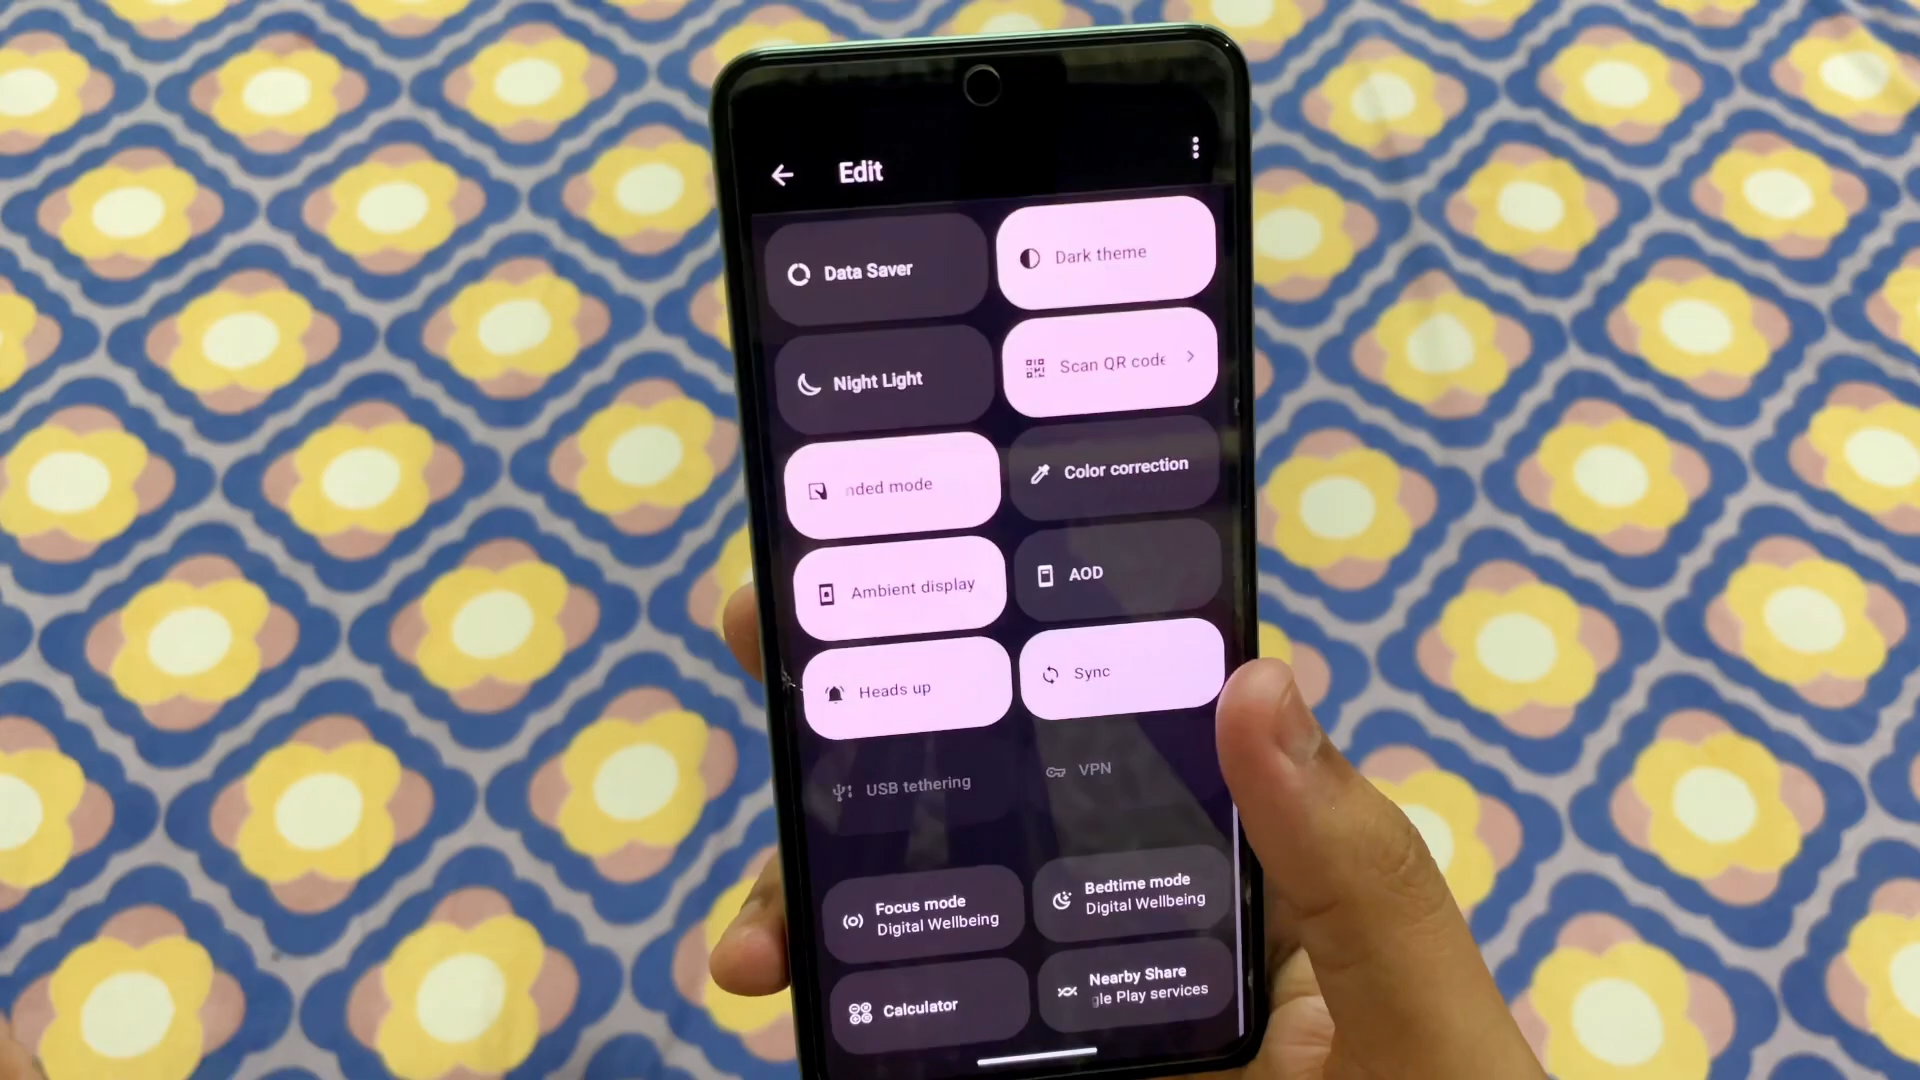 Edit
Data Saver
Dark theme
Night Light
Scan QR code
nded mode
Color correction
Ambient display
AOD
Heads up
Sync
USB tethering
VPN
Focus mode
Digital Wellbeing
Bedtime mode
Digital Wellbeing
Calculator
Nearby Share
gle Play services